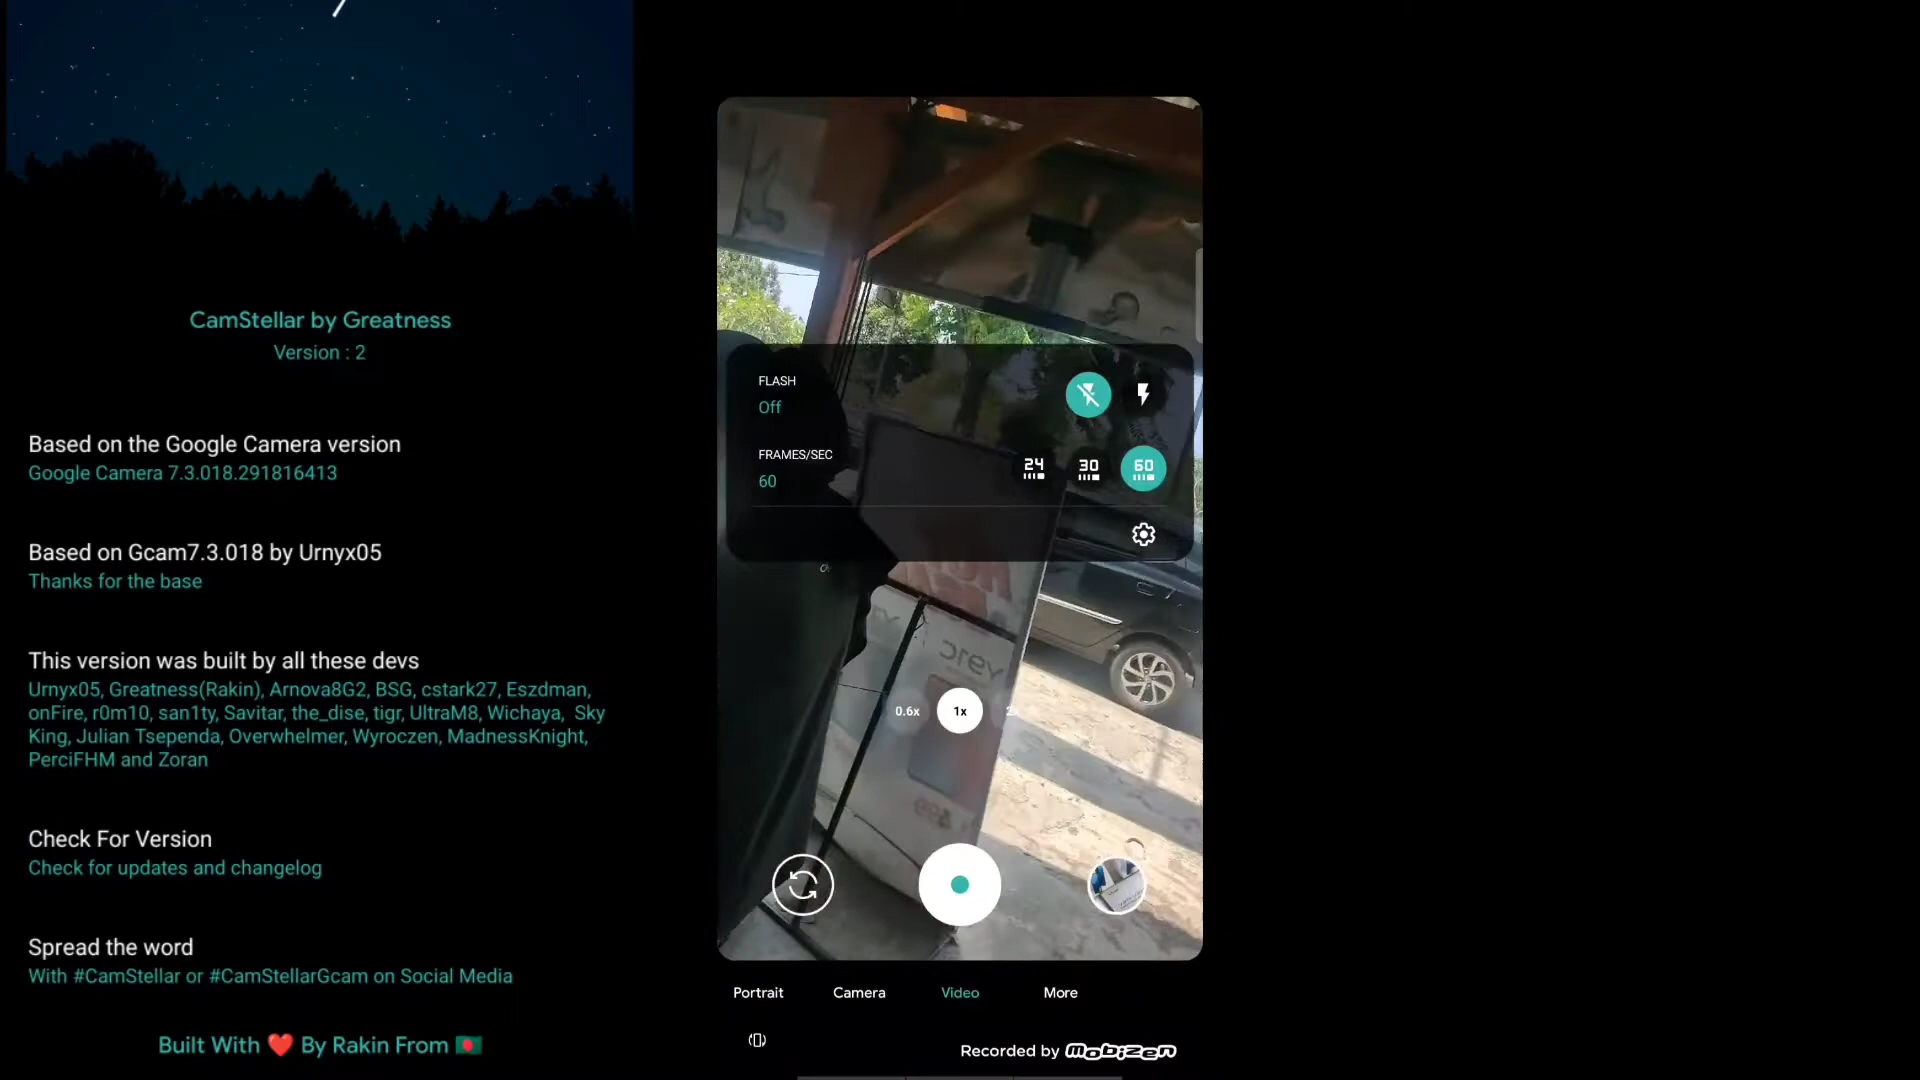 CamStellar by Greatness
Version : 2
Based on the Google Camera version
Google Camera 7.3.018.291816413
Based on Gcam7.3.018 by Urnyx05
Thanks for the base
This version was built by all these devs
Urnyx05, Greatness(Rakin), Arnova8G2, BSG, cstark27, Eszdman,
onFire, r0m10, san1ty, Savitar, the_dise, tigr, UltraM8, Wichaya, Sky
King, Julian Tsependa, Overwhelmer, Wyroczen, MadnessKnight,
PerciFHM and Zoran
Check For Version
Check for updates and changelog
Spread the word
With #CamStellar or #CamStellarGcam on Social Media
Built With ❤️ By Rakin From 🇧🇩
FLASH
Off
FRAMES/SEC
60
24 30 60
Y91C
0.6x 1x
Portrait Camera Video More
Recorded by mobizen